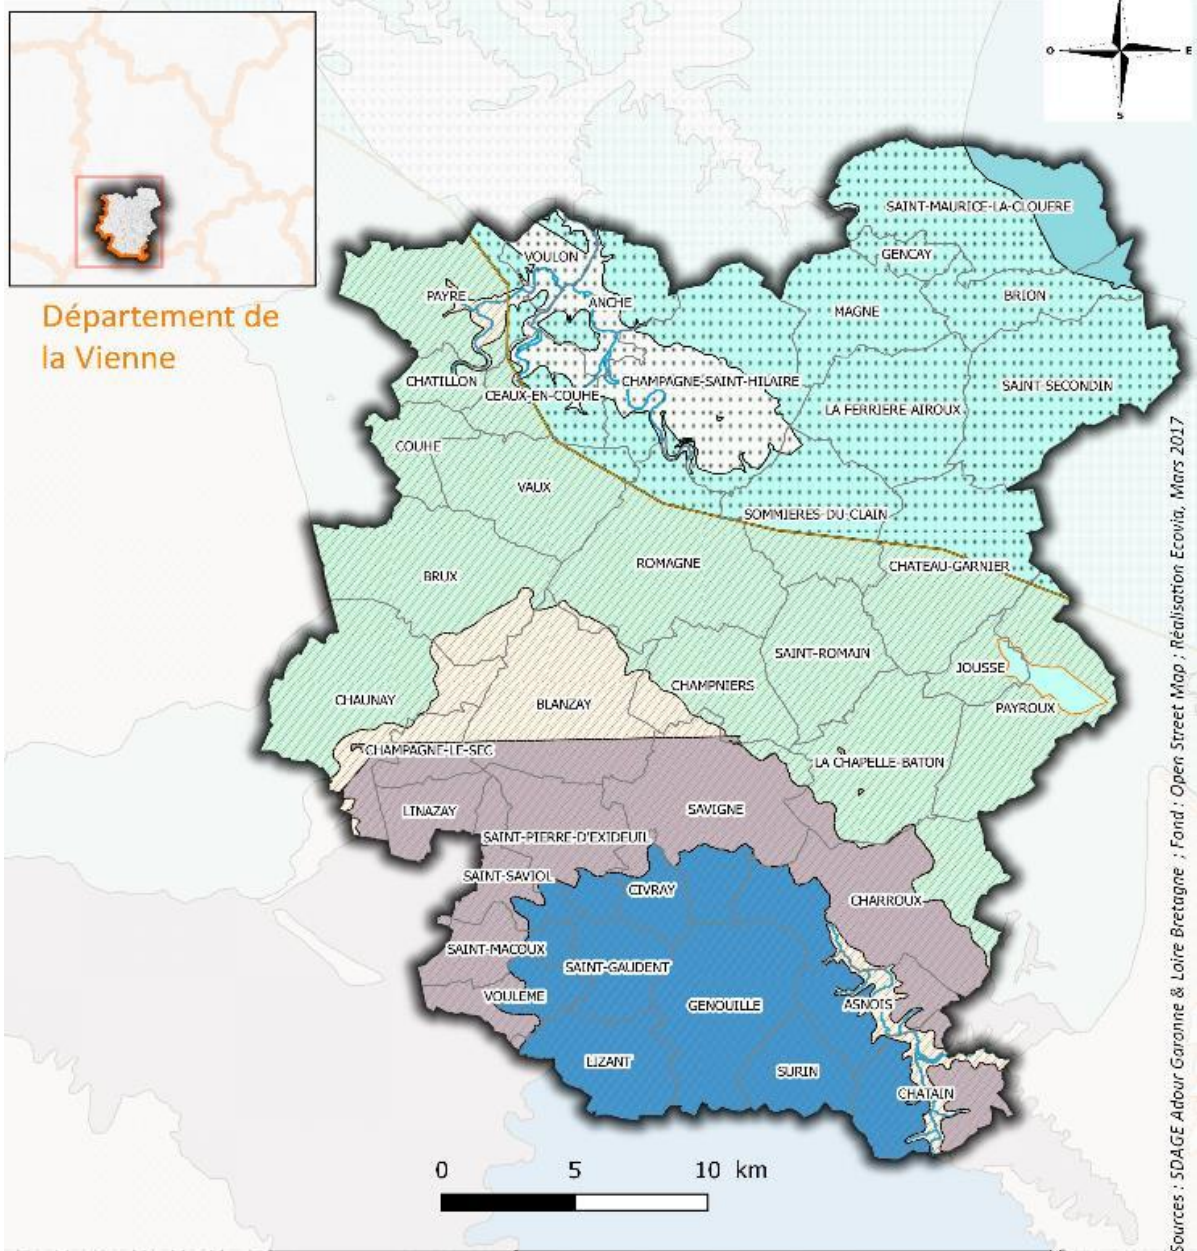 O
E
S
SAINT-MAURICE-LA-CLOUERE
VOULON
GENCAY
PAYRE
ANCHE
BRION
MAGNE
Département de
la Vienne
CHATILLON
CEAUX-EN-COUHE
CHAMPAGNE-SAINT-HILAIRE
SAINT-SECONDIN
LA FERRIERE-AIROUX
COUHE
VAUX
SOMMIERES-DU-CLAIN
ROMAGNE
CHATEAU-GARNIER
BRUX
SAINT-ROMAIN
JOUSSE
CHAMPNIERS
CHAUNAY
BLANZAY
PAYROUX
CHAMPAGNE-LE-SEC
LA CHAPELLE-BATON
LINAZAY
SAVIGNE
SAINT-PIERRE-D'EXIDEUIL
SAINT-SAVIOL
CIVRAY
CHARROUX
SAINT-MACOUX
SAINT-GAUDENT
VOULEME
GENOUILLE
ASNOIS
LIZANT
SURIN
CHATAIN
0 5 10 km
Sources : SDAGE Adour Garonne & Loire Bretagne ; Fond : Open Street Map ; Réalisation Ecovia, Mars 2017